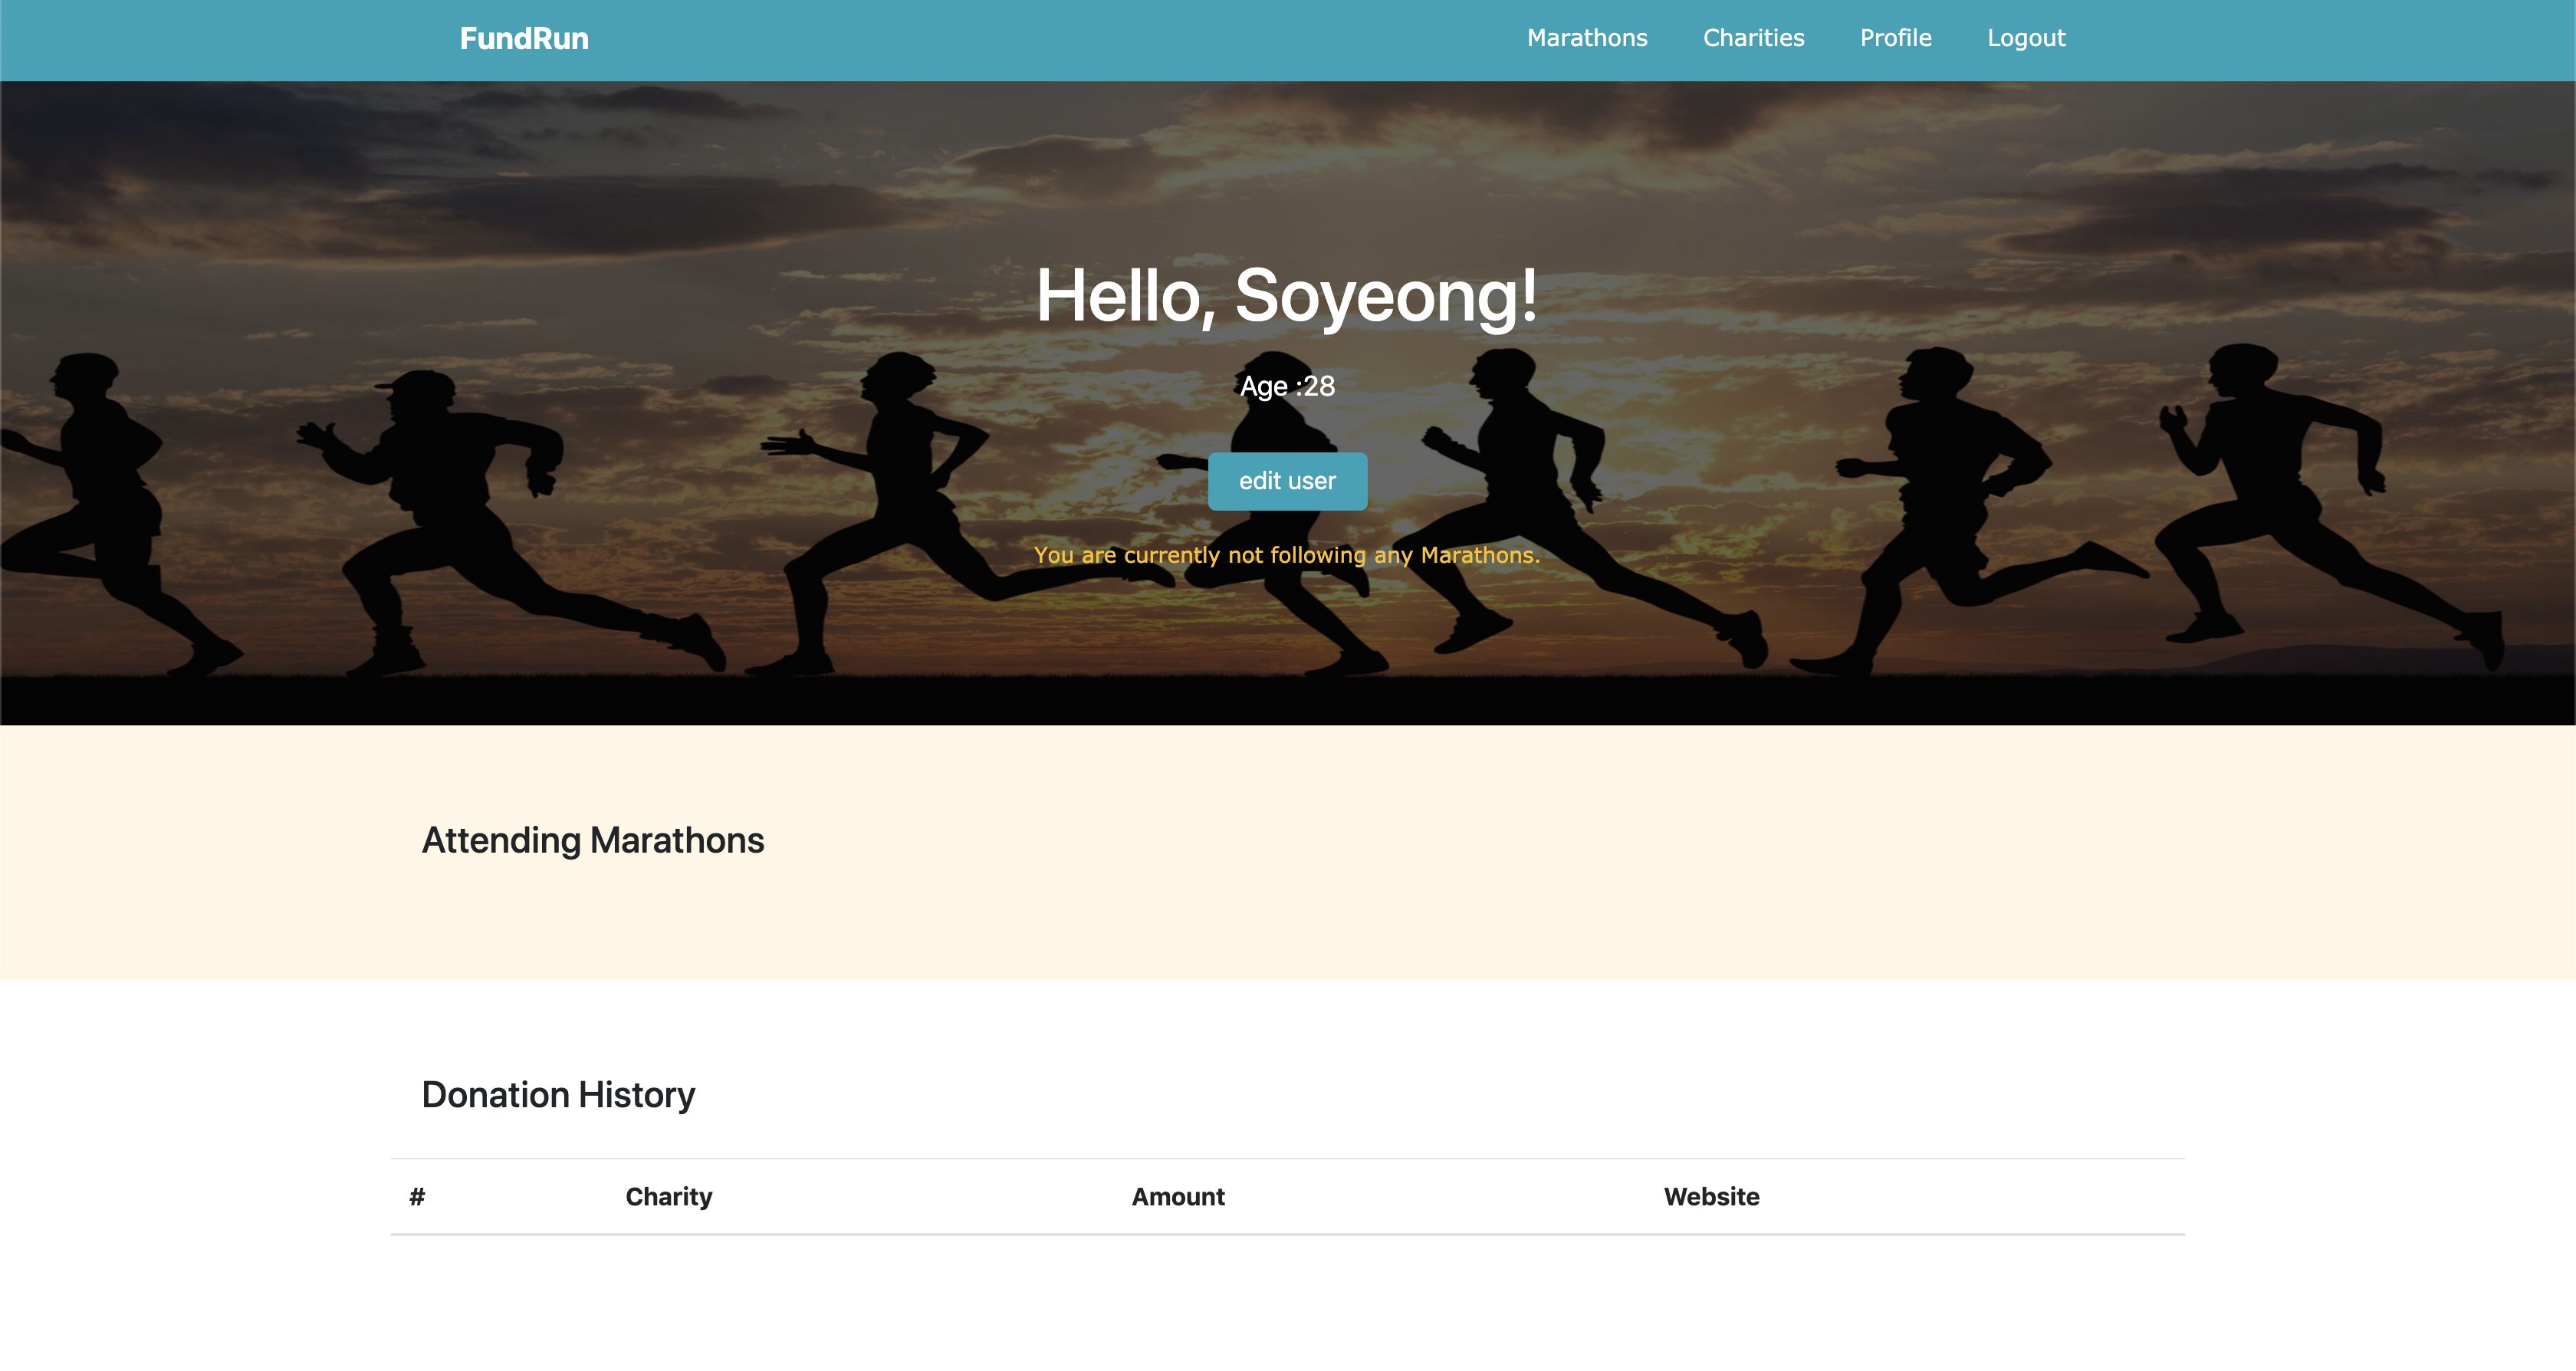 FundRun Marathons Charities Profile Logout
Hello, Soyeong!
Age :28
edit user
You are currently not following any Marathons.
Attending Marathons
Donation History
# Charity Amount Website